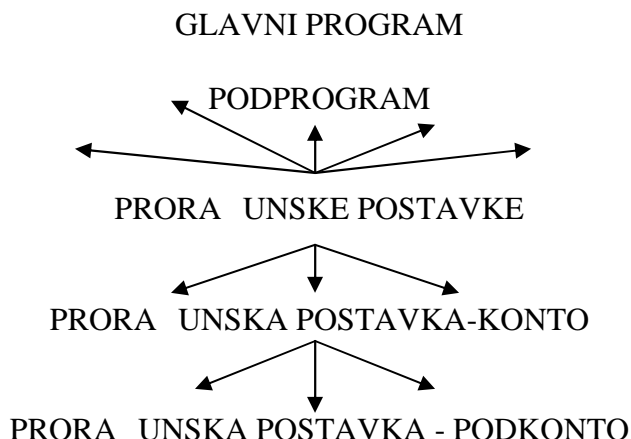 GLAVNI PROGRAM
PODPROGRAM
PRORA UNSKE POSTAVKE
PRORA UNSKA POSTAVKA-KONTO
PRORA UNSKA POSTAVKA - PODKONTO